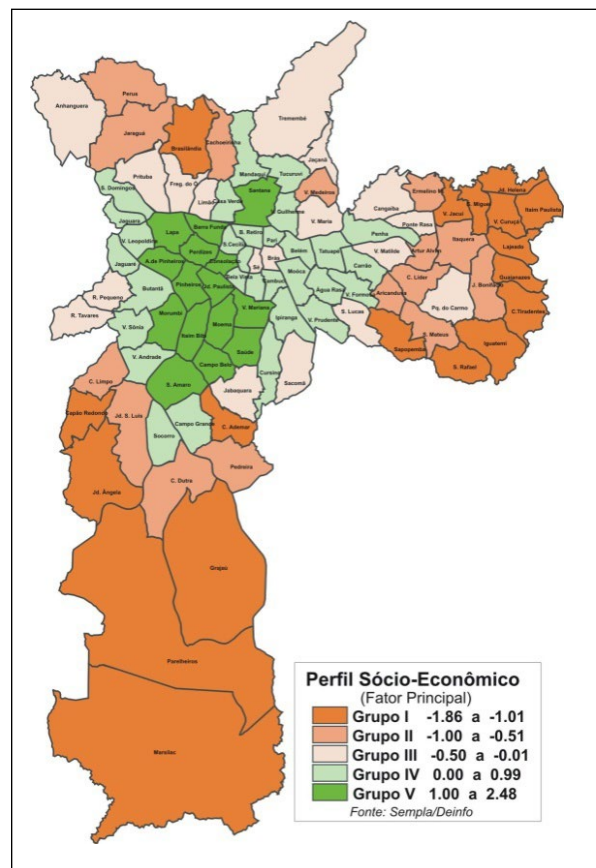 Perus
Anhanguera
Tremembé
Jaraguá
Brasilândia
Cachoeirinha
Jaçanã
Mandaqui
Tucuruvi
Pirituba
Freg. do Ó
S. Domingos
Limão
Casa Verde
Santana
V. Medeiros
V. Guilherme
V. Maria
Jaguara
Cangaíba
Ermelino M.
V. Jacuí
S. Miguel
Jd. Helena
V. Curuçá
Itaim Paulista
Lapa
Barra Funda
B. Retiro
Pari
Penha
Ponte Rasa
V. Leopoldina
Perdizes
S.Cecília
Belém
Tatuapé
V. Matilde
Artur Alvim
Itaquera
Lajeado
Jaguaré
A.de Pinheiros
Consolação
Sé
Brás
Mooca
Carrão
Guaianases
Bela Vista
Cambuci
Água Rasa
V. Formosa
C. Líder
J. Bonifácio
Butantã
Pinheiros
Jd. Paulista
Aricanduva
Pq. do Carmo
C.Tiradentes
R. Pequeno
R. Tavares
Morumbi
Itaim Bibi
Moema
V. Mariana
Ipiranga
V. Prudente
S. Lucas
V. Sônia
S. Mateus
Iguatemi
Sapopemba
V. Andrade
Campo Belo
Saúde
Cursino
Sacomã
S. Rafael
C. Limpo
S. Amaro
Jabaquara
Capão Redondo
Jd. S. Luis
Socorro
Campo Grande
C. Ademar
Jd. Ângela
C. Dutra
Pedreira
Grajaú
Parelheiros
Marsilac
Perfil Sócio-Econômico
(Fator Principal)
Grupo I -1.86 a -1.01
Grupo II -1.00 a -0.51
Grupo III -0.50 a -0.01
Grupo IV 0.00 a 0.99
Grupo V 1.00 a 2.48
Fonte: Sempla/Deinfo